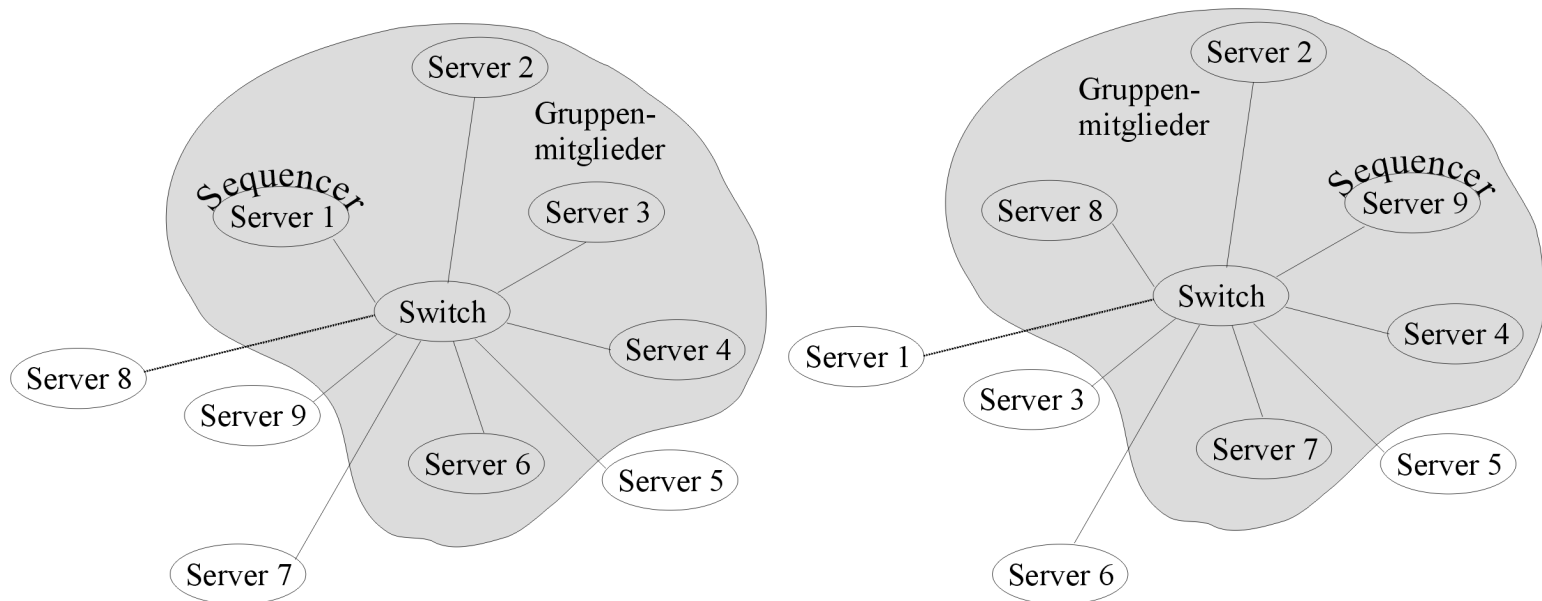 Server 2
Gruppen-
mitglieder
Sequencer
Server 1
Server 3
Switch
Server 4
Server 8
Server 9
Server 6
Server 5
Server 7
Server 2
Gruppen-
mitglieder
Sequencer
Server 9
Server 8
Switch
Server 4
Server 1
Server 3
Server 7
Server 5
Server 6